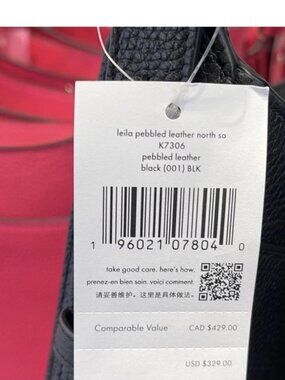 leila pebbled leather north so
K7306
pebbled leather
black (001) BLK
1 96021 07804 0
take good care. here's how.
prenez-en bien soin. voici comment.
请妥善维护。这里是具体做法。
Comparable Value CAD $429.00
USD $329.00